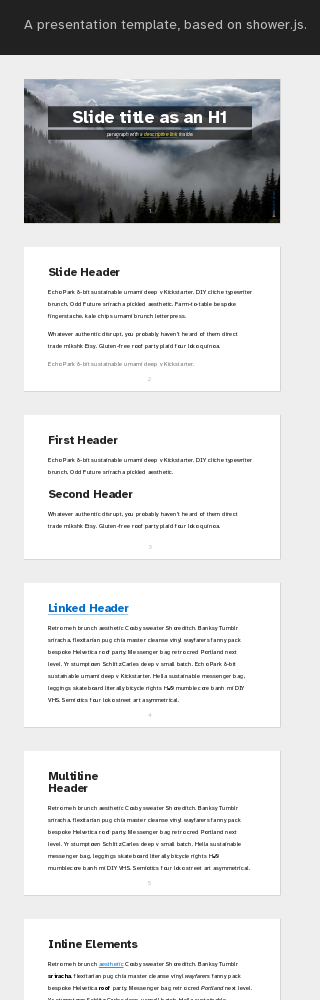 A presentation template, based on shower.js.
Slide title as an H1
paragraph with a descriptive link inside
1
Slide Header
Echo Park 8-bit sustainable umami deep v Kickstarter. DIY cliche typewriter
brunch. Odd Future sriracha pickled aesthetic. Farm-to-table bespoke
fingerstache, kale chips umami brunch letterpress.
Whatever authentic disrupt, you probably haven't heard of them direct
trade mlkshk Etsy. Gluten-free roof party plaid four loko quinoa.
Echo Park 8-bit sustainable umami deep v Kickstarter.
2
First Header
Echo Park 8-bit sustainable umami deep v Kickstarter. DIY cliche typewriter
brunch. Odd Future sriracha pickled aesthetic.
Second Header
Whatever authentic disrupt, you probably haven't heard of them direct
trade mlkshk Etsy. Gluten-free roof party plaid four loko quinoa.
3
Linked Header
Retro meh brunch aesthetic Cosby sweater Shoreditch. Banksy Tumblr
sriracha, flexitarian pug chia master cleanse vinyl wayfarers fanny pack
bespoke Helvetica roof party. Messenger bag retro cred Portland next
level. Yr stumptown Schlitz Carles deep v small batch. Echo Park 8-bit
sustainable umami deep v Kickstarter. Hella sustainable messenger bag,
leggings skateboard literally bicycle rights H2O mumblecore banh mi DIY
VHS. Semiotics four loko street art asymmetrical.
4
Multiline
Header
Retro meh brunch aesthetic Cosby sweater Shoreditch. Banksy Tumblr
sriracha, flexitarian pug chia master cleanse vinyl wayfarers fanny pack
bespoke Helvetica roof party. Messenger bag retro cred Portland next
level. Yr stumptown Schlitz Carles deep v small batch. Hella sustainable
messenger bag, leggings skateboard literally bicycle rights H2O
mumblecore banh mi DIY VHS. Semiotics four loko street art asymmetrical.
5
Inline Elements
Retro meh brunch aesthetic Cosby sweater Shoreditch. Banksy Tumblr
sriracha, flexitarian pug chia master cleanse vinyl wayfarers fanny pack
bespoke Helvetica roof party. Messenger bag retro cred Portland next level.